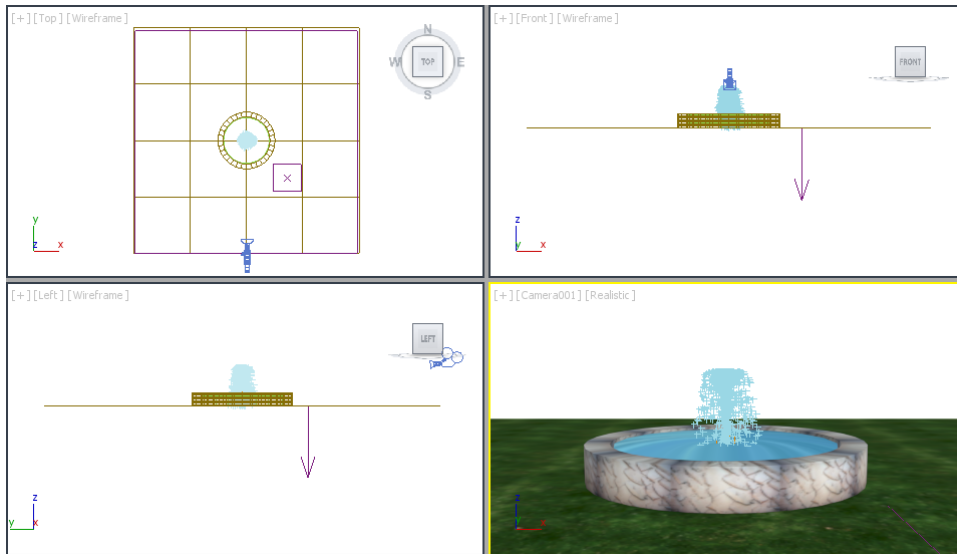 [+] [Top] [Wireframe]
N
W TOP E
S
y
z x
[+] [Front] [Wireframe]
FRONT
z
y x
[+] [Left] [Wireframe]
LEFT
z
y x
[+] [Camera001] [Realistic]
z
y x